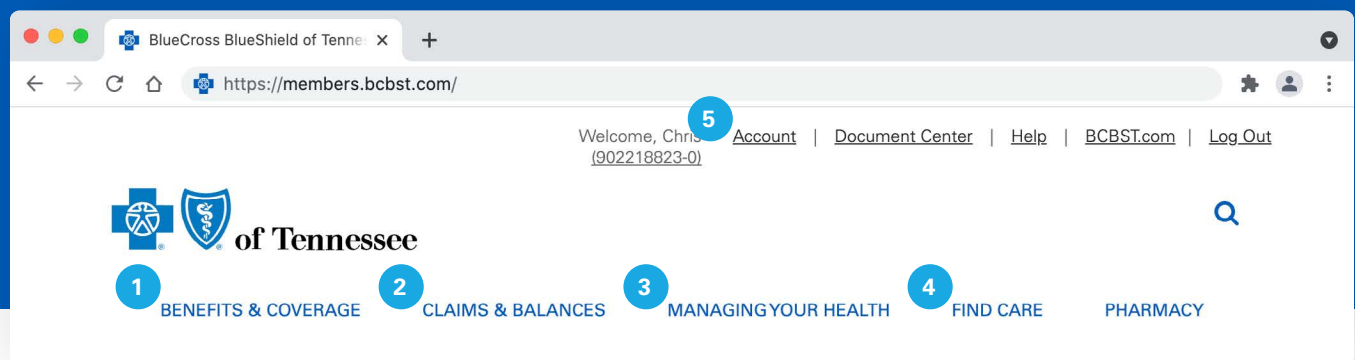 BlueCross BlueShield of Tenne
https://members.bcbst.com/
5
Welcome, Chris Account | Document Center | Help | BCBST.com | Log Out
(902218823-0)
of Tennessee
1 BENEFITS & COVERAGE 2 CLAIMS & BALANCES 3 MANAGING YOUR HEALTH 4 FIND CARE PHARMACY